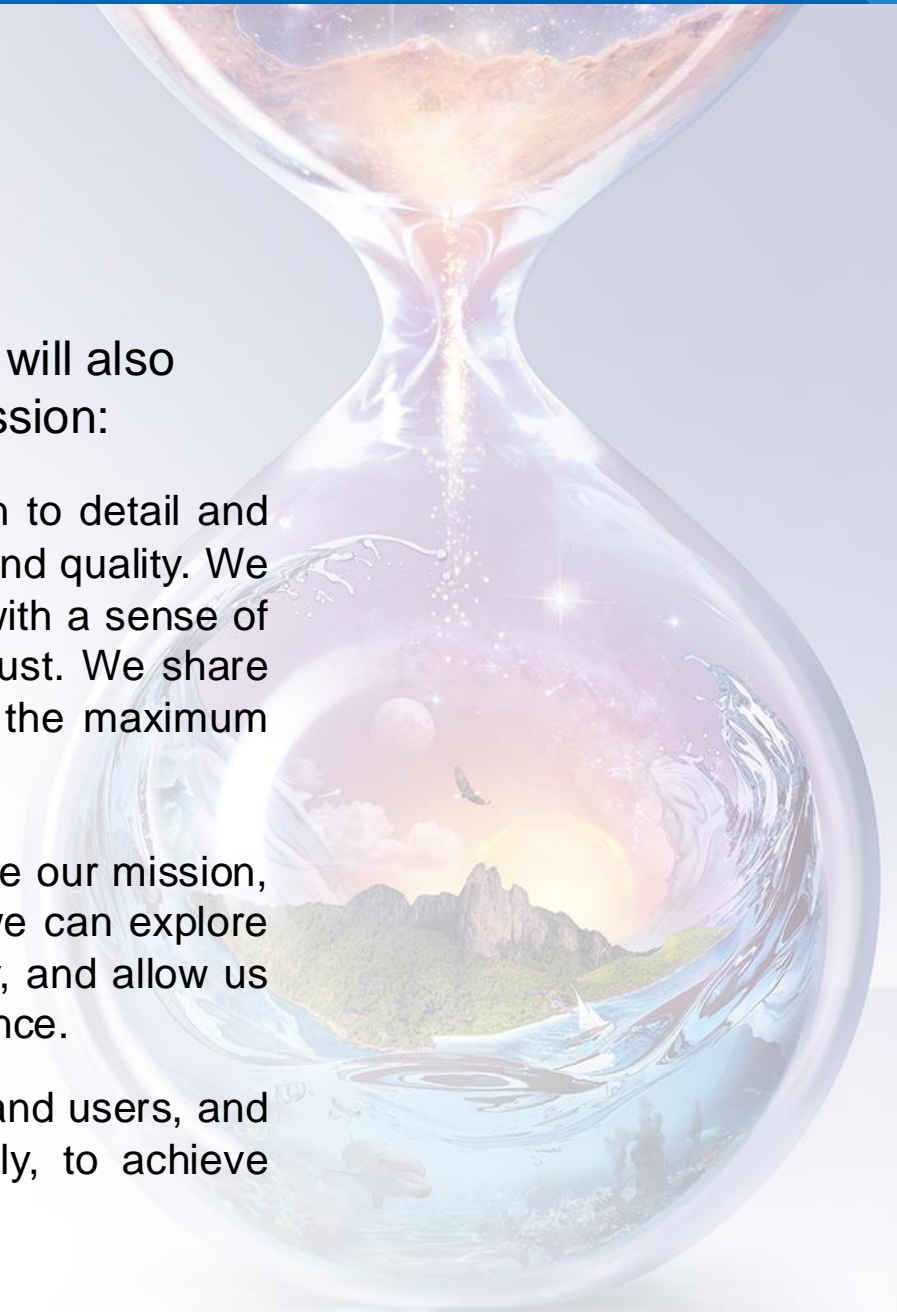 will also
ssion:
n to detail and
nd quality. We
with a sense of
ust. We share
the maximum
e our mission,
we can explore
, and allow us
nce.
and users, and
ly, to achieve